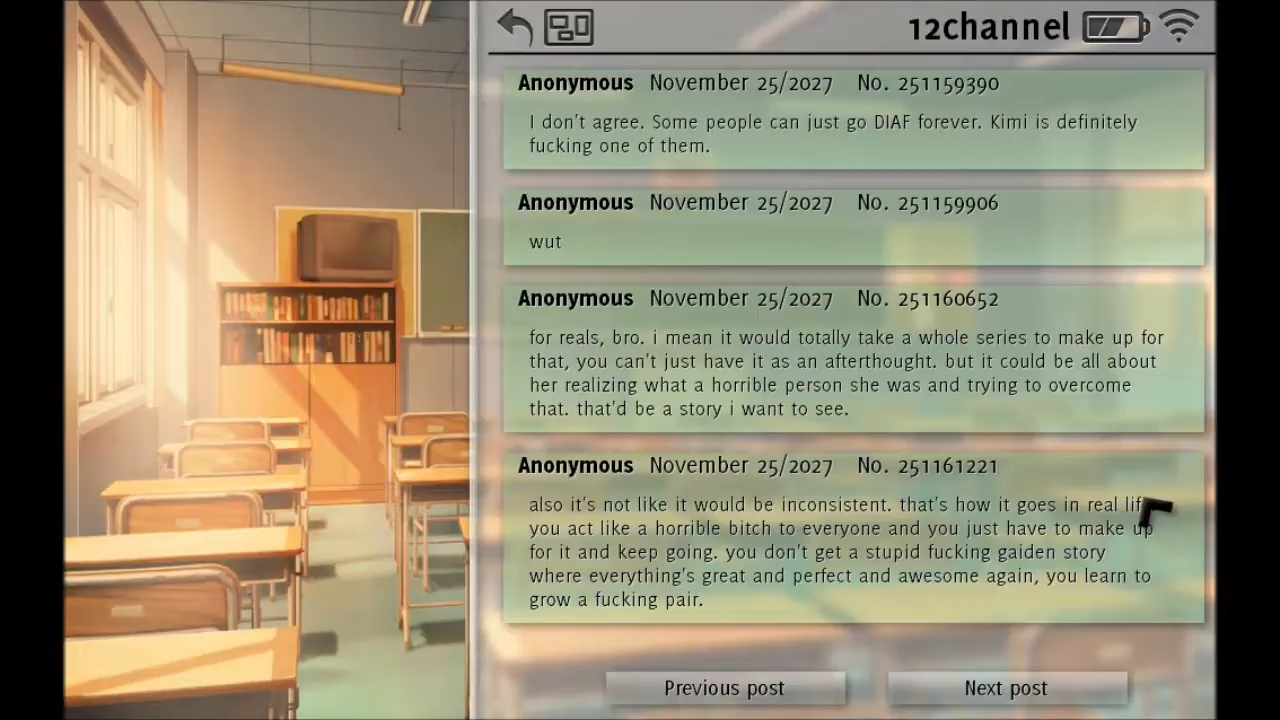 12channel
Anonymous November 25/2027 No. 251159390
I don't agree. Some people can just go DIAF forever. Kimi is definitely
fucking one of them.
Anonymous November 25/2027 No. 251159906
wut
Anonymous November 25/2027 No. 251160652
for reals, bro. i mean it would totally take a whole series to make up for
that, you can't just have it as an afterthought. but it could be all about
her realizing what a horrible person she was and trying to overcome
that. that'd be a story i want to see.
Anonymous November 25/2027 No. 251161221
also it's not like it would be inconsistent. that's how it goes in real
you act like a horrible bitch to everyone and you just have to make up
for it and keep going. you don't get a stupid fucking gaiden story
where everything's great and perfect and awesome again, you learn to
grow a fucking pair.
Previous post
Next post